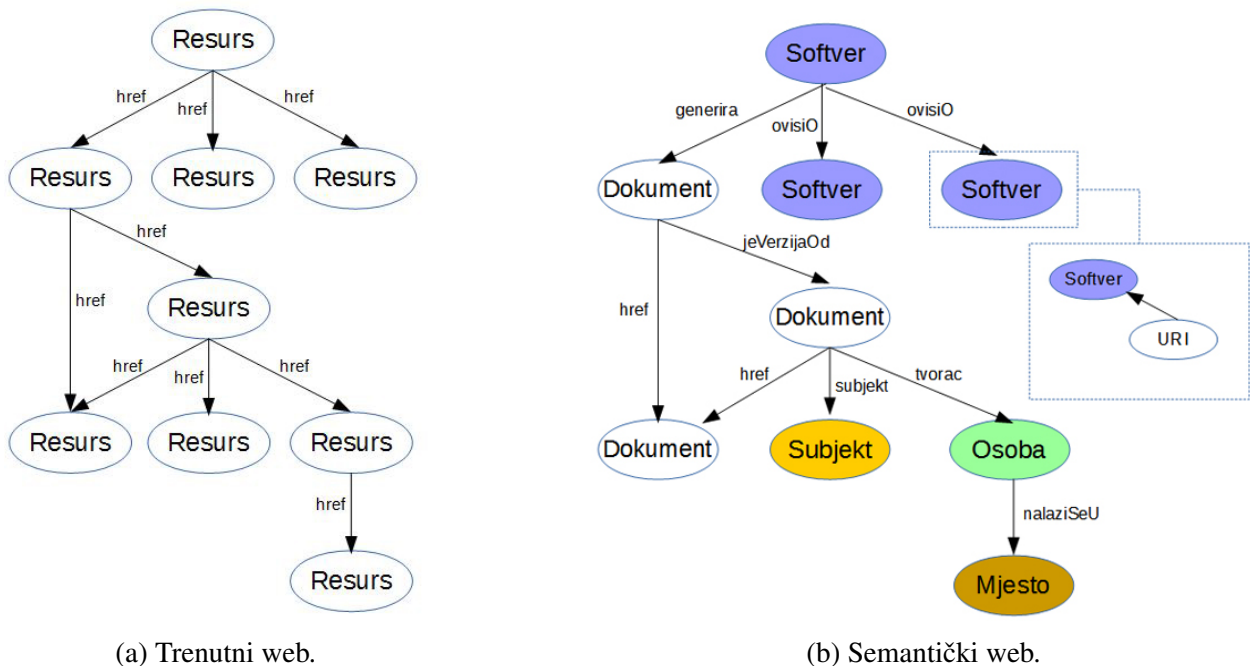 Resurs
href
href
href
Resurs
Resurs
Resurs
href
href
Resurs
href
href
href
Resurs
Resurs
Resurs
href
Resurs
(a) Trenutni web.
Softver
generira
ovisiO
ovisiO
Dokument
Softver
Softver
jeVerzijaOd
href
Dokument
Softver
URI
href
subjekt
tvorac
Dokument
Subjekt
Osoba
nalaziSeU
Mjesto
(b) Semantički web.